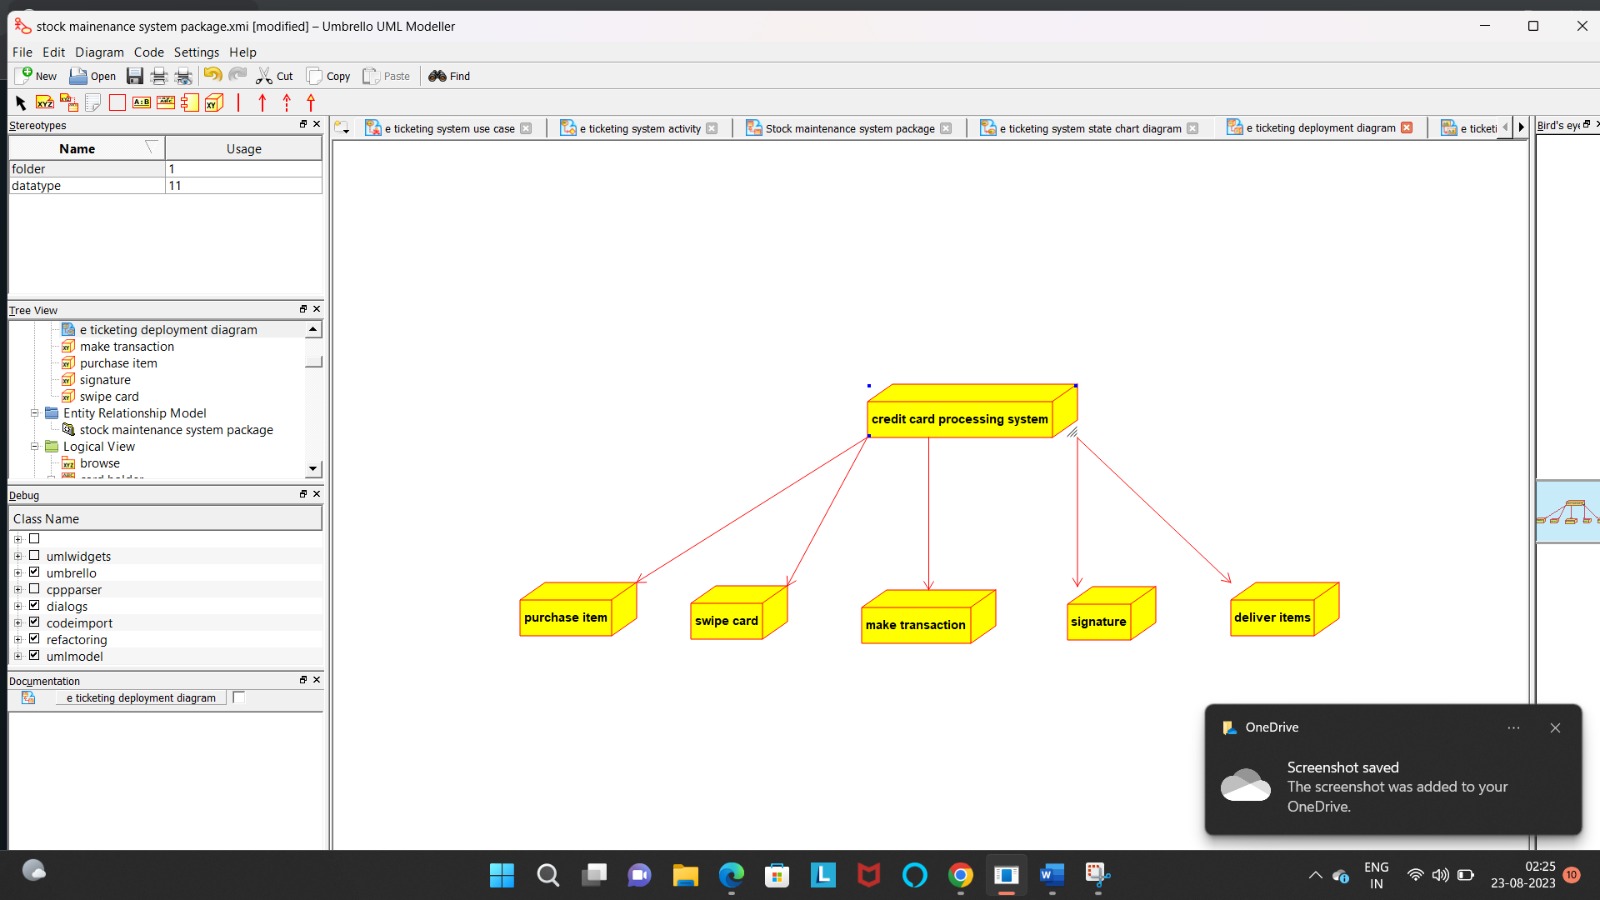 stock mainenance system package.xmi [modified] – Umbrello UML Modeller
File Edit Diagram Code Settings Help
New Open Cut Copy Paste Find
XYZ A:B XY
Stereotypes
Name Usage
folder 1
datatype 11
Tree View
e ticketing deployment diagram
make transaction
purchase item
signature
swipe card
Entity Relationship Model
stock maintenance system package
Logical View
browse
Debug
Class Name
umlwidgets
umbrello
cppparser
dialogs
codeimport
refactoring
umlmodel
Documentation
e ticketing deployment diagram
e ticketing system use case
e ticketing system activity
Stock maintenance system package
e ticketing system state chart diagram
e ticketing deployment diagram
e ticketi
Bird's eye
credit card processing system
purchase item
swipe card
make transaction
signature
deliver items
OneDrive
Screenshot saved
The screenshot was added to your
OneDrive.
L
W
ENG
IN
02:25
23-08-2023
10